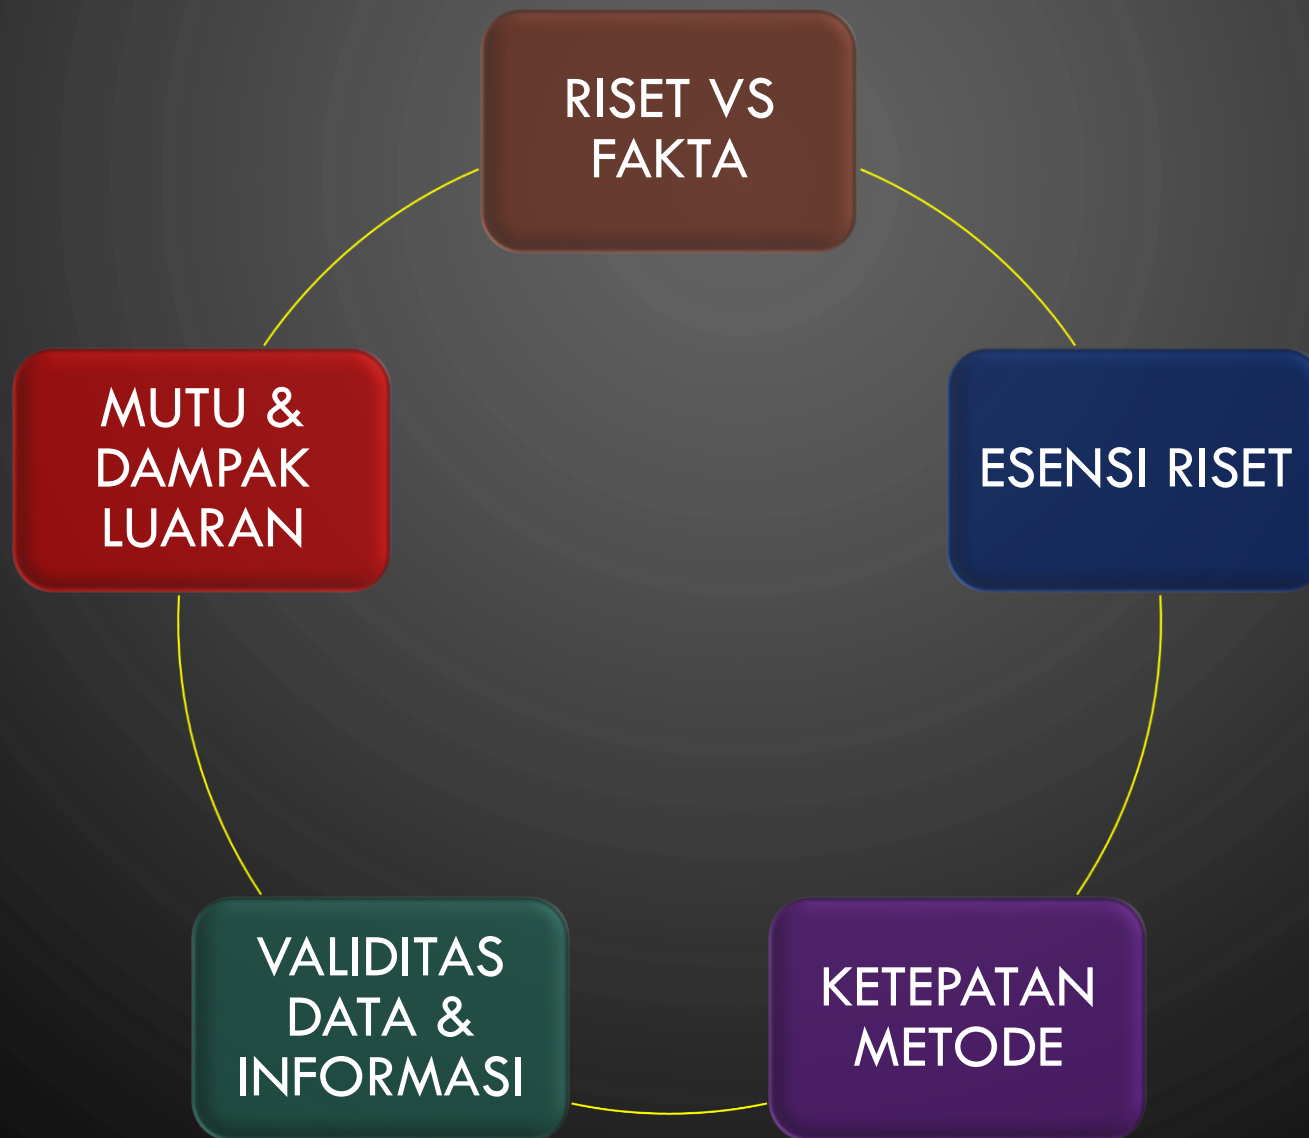 RISET VS
FAKTA
ESENSI RISET
KETEPATAN
METODE
VALIDITAS
DATA &
INFORMASI
MUTU &
DAMPAK
LUARAN